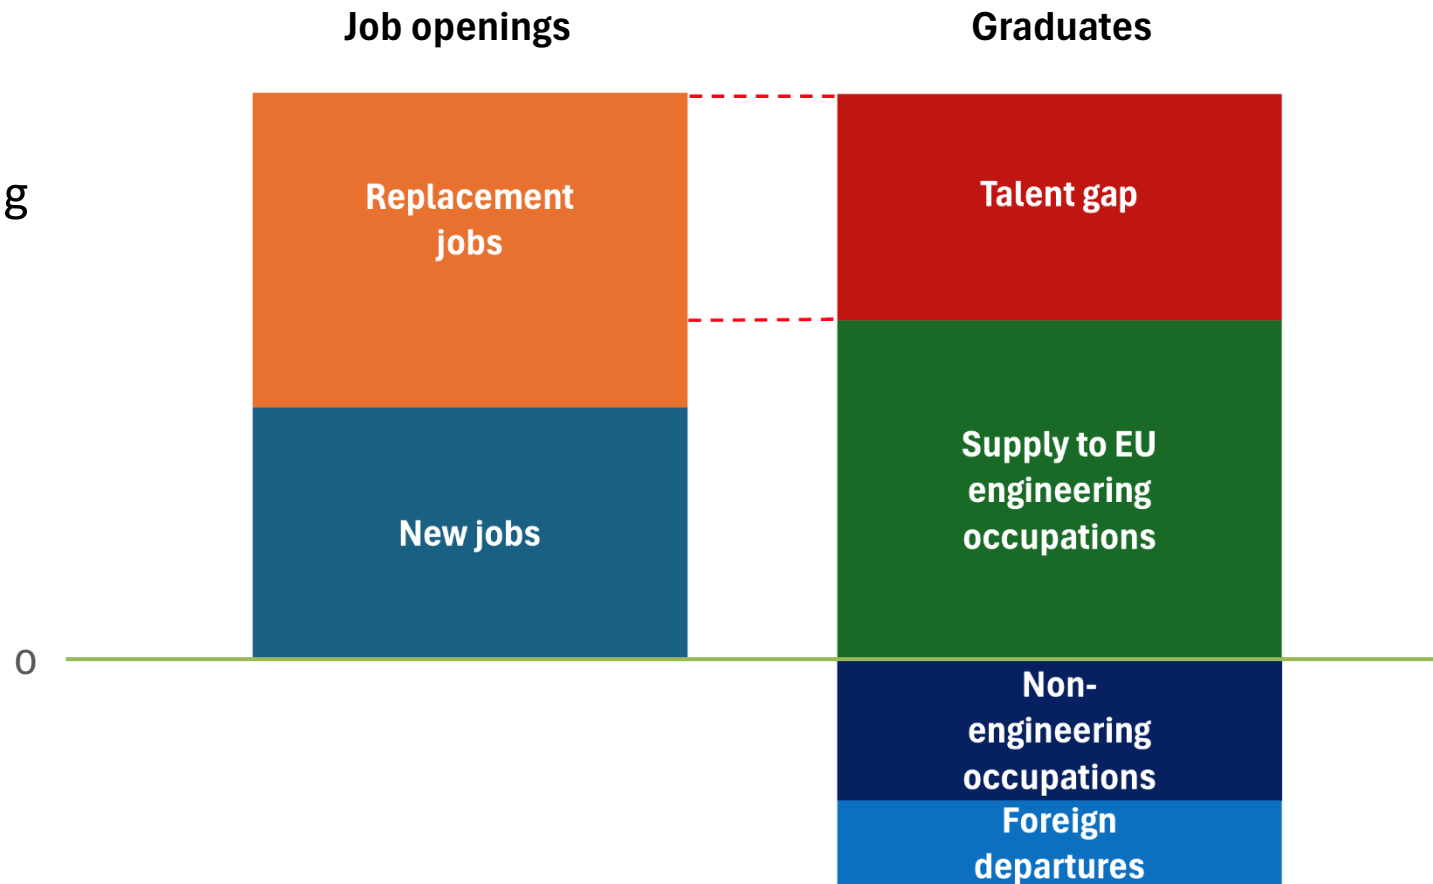 Job openings
Graduates
g
Replacement
jobs
Talent gap
New jobs
Supply to EU
engineering
occupations
0
Non-
engineering
occupations
Foreign
departures